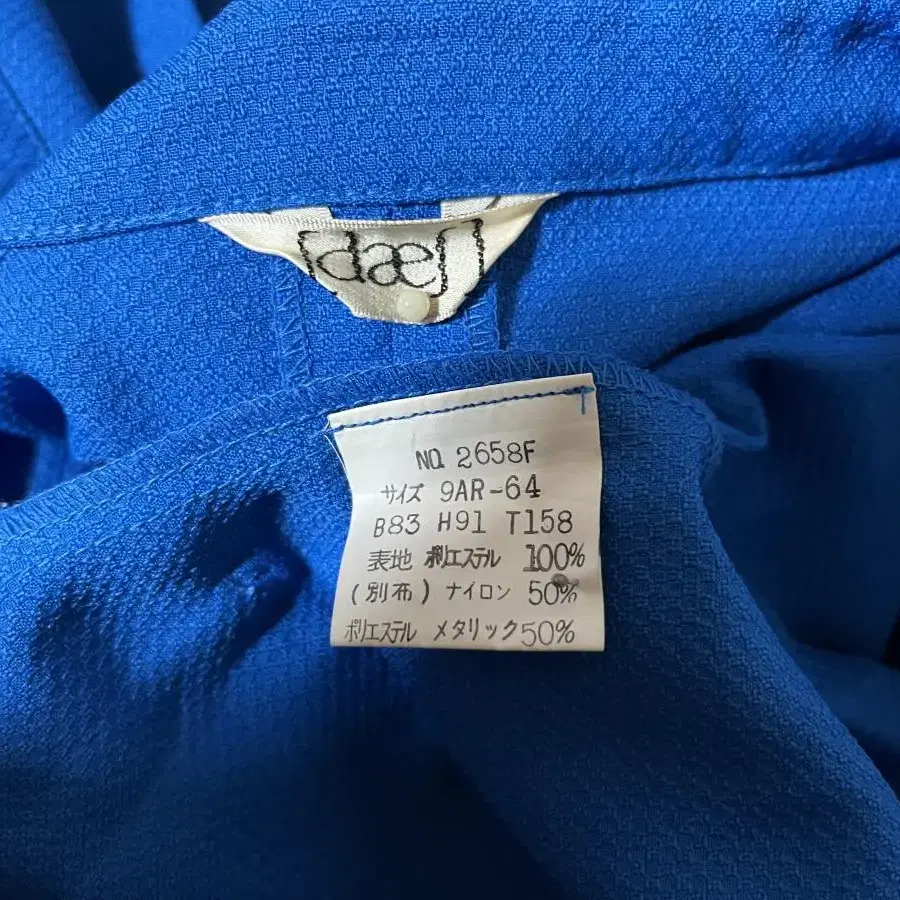 dæf
NO. 2658F
サイズ 9AR-64
B83 H91 T158
表地 ポリエステル 100%
(別布) ナイロン 50%
ポリエステル メタリック50%